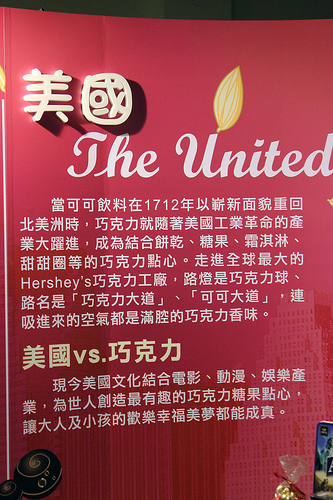 美國
The United
當可可飲料在1712年以嶄新面貌重回
北美洲時，巧克力就隨著美國工業革命的產
業大躍進，成為結合餅乾、糖果、霜淇淋、
甜甜圈等的巧克力點心。走進全球最大的
Hershey's巧克力工廠，路燈是巧克力球、
路名是「巧克力大道」、「可可大道」，連
吸進來的空氣都是滿腔的巧克力香味。
美國vs.巧克力
現今美國文化結合電影、動漫、娛樂產
業，為世人創造最有趣的巧克力糖果點心，
讓大人及小孩的歡樂幸福美夢都能成真。